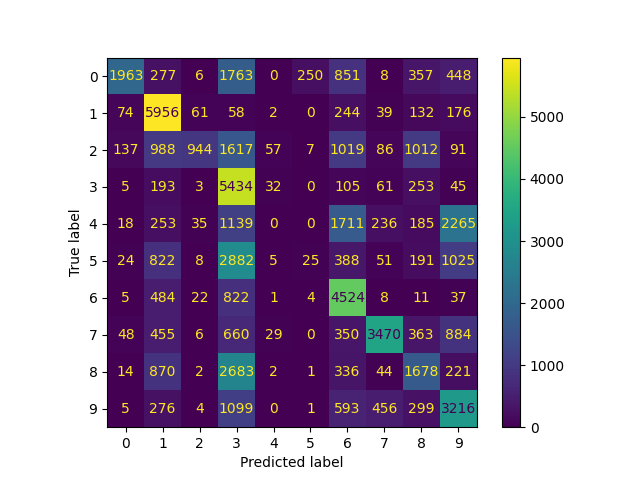 0 1963 277 6 1763 0 250 851 8 357 448
1 74 5956 61 58 2 0 244 39 132 176
2 137 988 944 1617 57 7 1019 86 1012 91
3 5 193 3 5434 32 0 105 61 253 45
4 18 253 35 1139 0 0 1711 236 185 2265
5 24 822 8 2882 5 25 388 51 191 1025
6 5 484 22 822 1 4 4524 8 11 37
7 48 455 6 660 29 0 350 3470 363 884
8 14 870 2 2683 2 1 336 44 1678 221
9 5 276 4 1099 0 1 593 456 299 3216
0 1 2 3 4 5 6 7 8 9
Predicted label
True label
5000
4000
3000
2000
1000
0